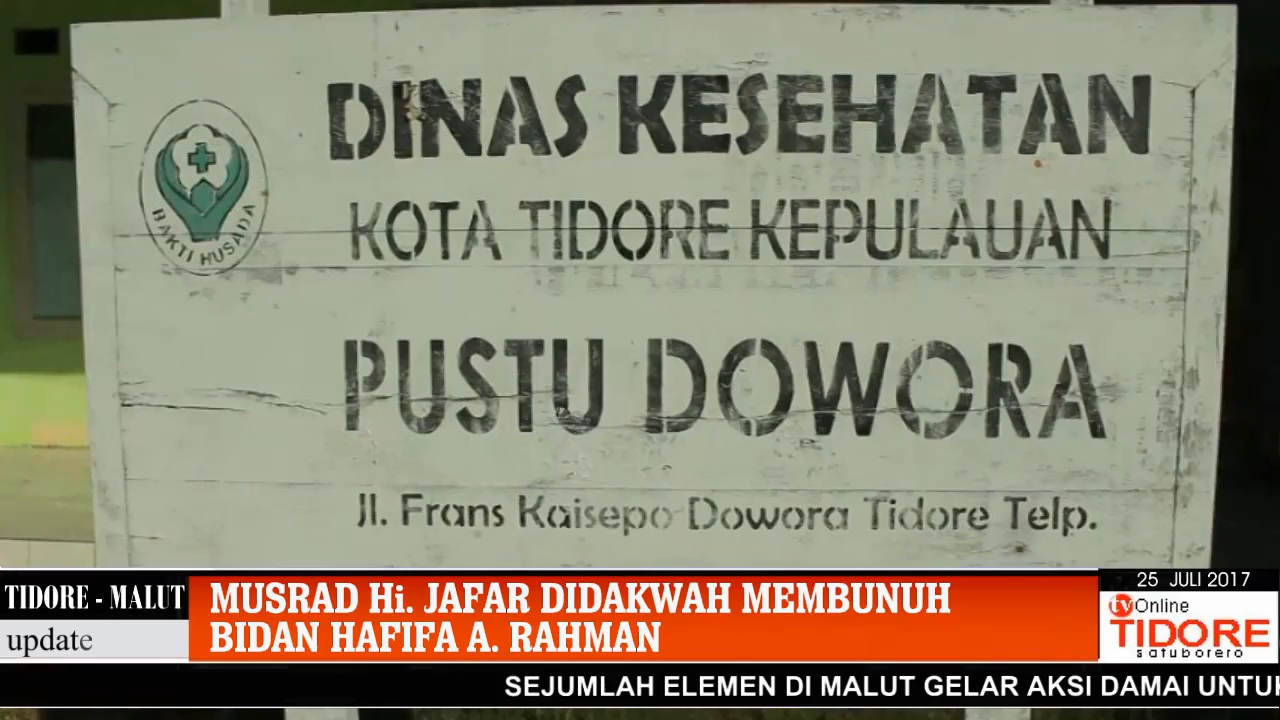 DINAS KESEHATAN
BAKTI HUSADA
KOTA TIDORE KEPULAUAN
PUSTU DOWORA
Jl. Frans Kaisepo Dowora Tidore Telp.
TIDORE - MALUT
update
MUSRAD Hi. JAFAR DIDAKWAH MEMBUNUH
BIDAN HAFIFA A. RAHMAN
25 JULI 2017
tvOnline
TIDORE
satuborero
SEJUMLAH ELEMEN DI MALUT GELAR AKSI DAMAI UNTUK